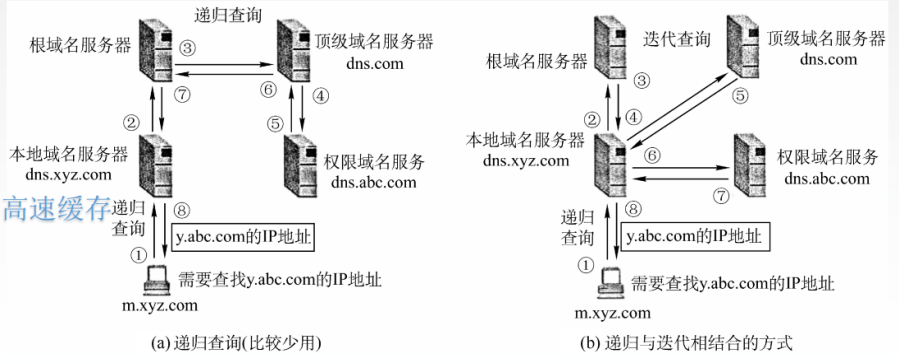 递归查询
根域名服务器
③
顶级域名服务器
dns.com
⑥
④
⑦
②
⑤
本地域名服务器
dns.xyz.com
权限域名服务
dns.abc.com
高速缓存
递归
查询
⑧
y.abc.com的IP地址
①
需要查找y.abc.com的IP地址
m.xyz.com
(a) 递归查询(比较少用)
迭代查询
顶级域名服务器
dns.com
根域名服务器
③
⑤
②
④
本地域名服务器
dns.xyz.com
⑥
权限域名服务
dns.abc.com
⑦
递归
查询
⑧
y.abc.com的IP地址
①
需要查找y.abc.com的IP地址
m.xyz.com
(b) 递归与迭代相结合的方式